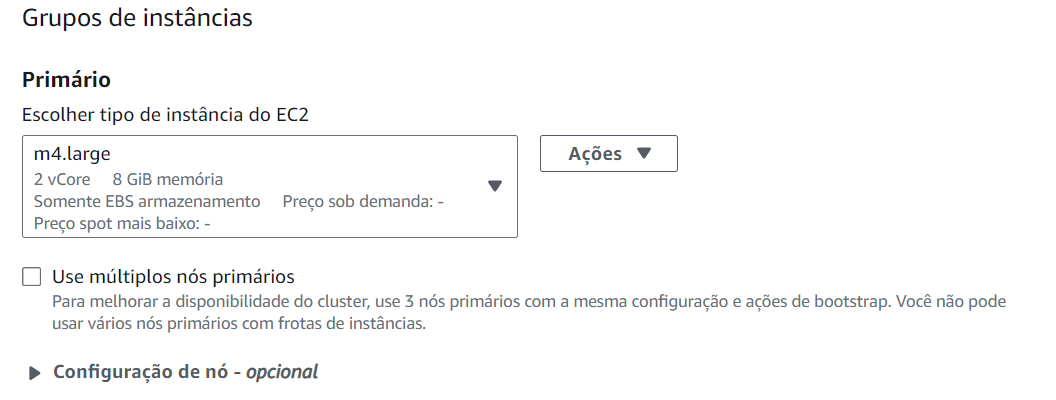 Grupos de instâncias
Primário
Escolher tipo de instância do EC2
m4.large
2 vCore 8 GiB memória
Somente EBS armazenamento Preço sob demanda: -
Preço spot mais baixo: -
Ações
Use múltiplos nós primários
Para melhorar a disponibilidade do cluster, use 3 nós primários com a mesma configuração e ações de bootstrap. Você não pode
usar vários nós primários com frotas de instâncias.
Configuração de nó - opcional